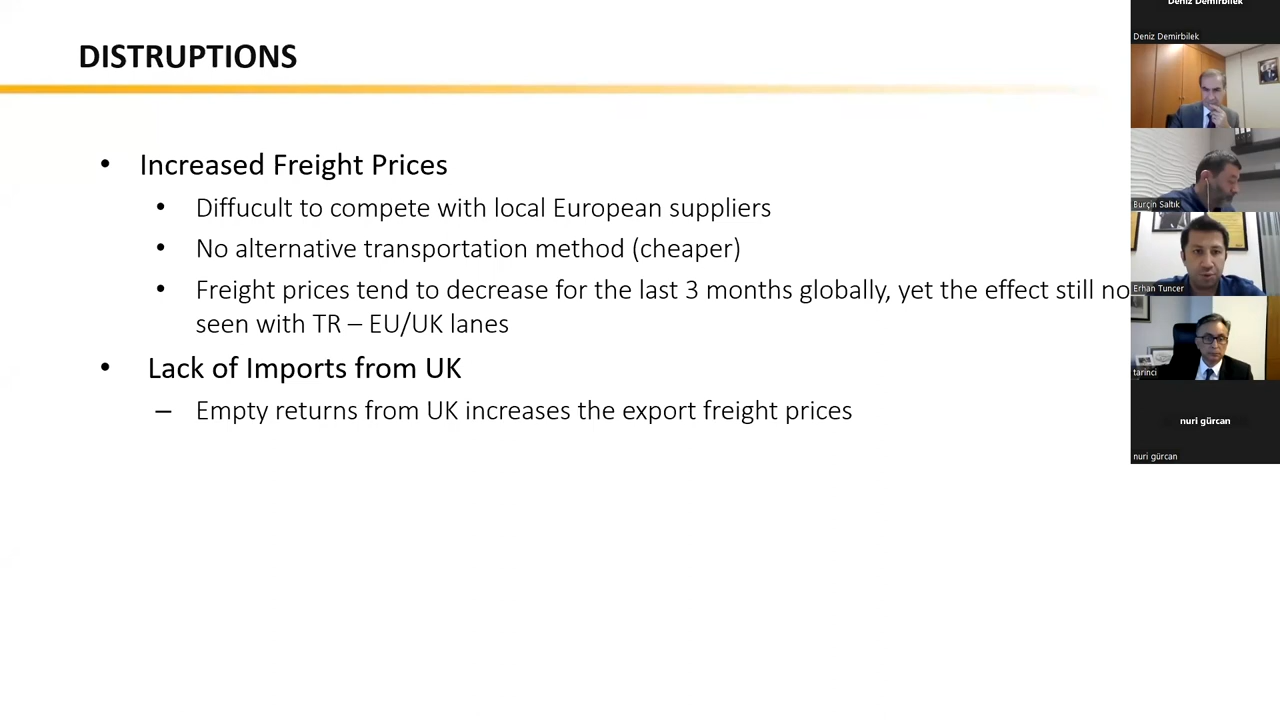 DISTRUPTIONS
• Increased Freight Prices
• Diffucult to compete with local European suppliers
• No alternative transportation method (cheaper)
• Freight prices tend to decrease for the last 3 months globally, yet the effect still no
seen with TR – EU/UK lanes
• Lack of Imports from UK
– Empty returns from UK increases the export freight prices
Deniz Demirbilek
Deniz Demirbilek
Burçin Saltık
Erhan Tuncer
tarinci
nuri gürcan
nuri gürcan